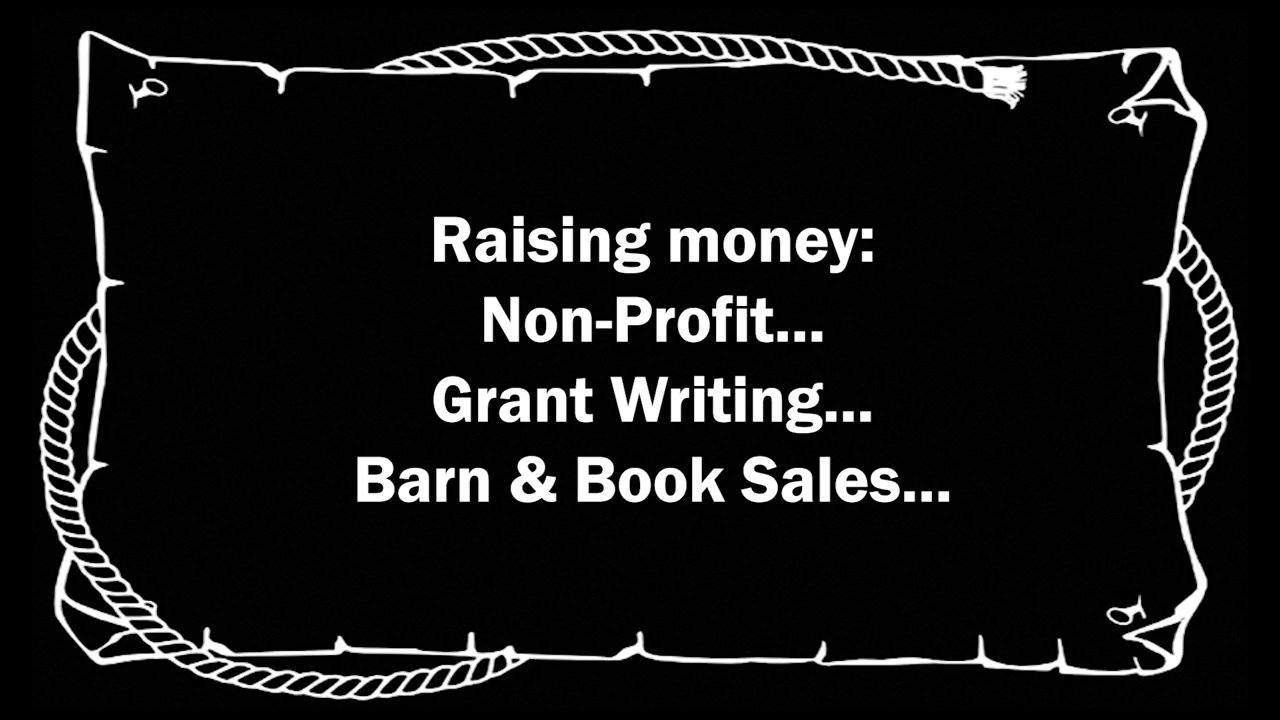 Raising money:
Non-Profit...
Grant Writing...
Barn & Book Sales...